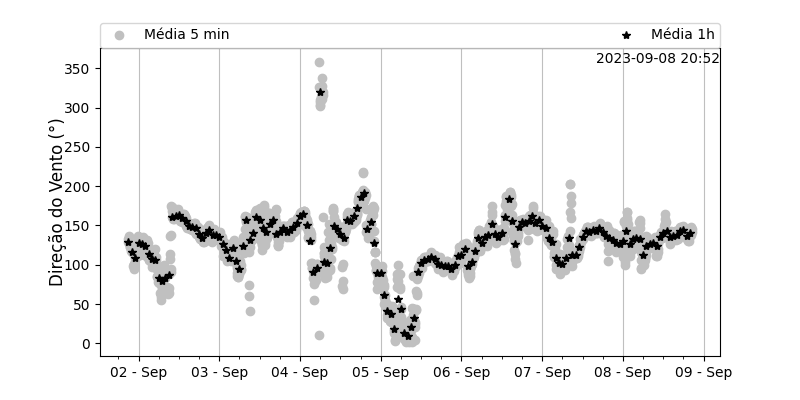 Média 5 min
Média 1h
2023-09-08 20:52
Direção do Vento (°)
350
300
250
200
150
100
50
0
02 - Sep
03 - Sep
04 - Sep
05 - Sep
06 - Sep
07 - Sep
08 - Sep
09 - Sep